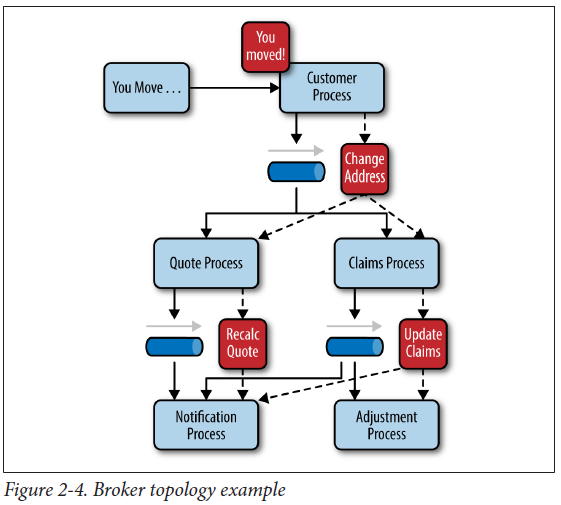 You
moved!
You Move . . .
Customer
Process
Change
Address
Quote Process
Claims Process
Recalc
Quote
Update
Claims
Notification
Process
Adjustment
Process
Figure 2-4. Broker topology example